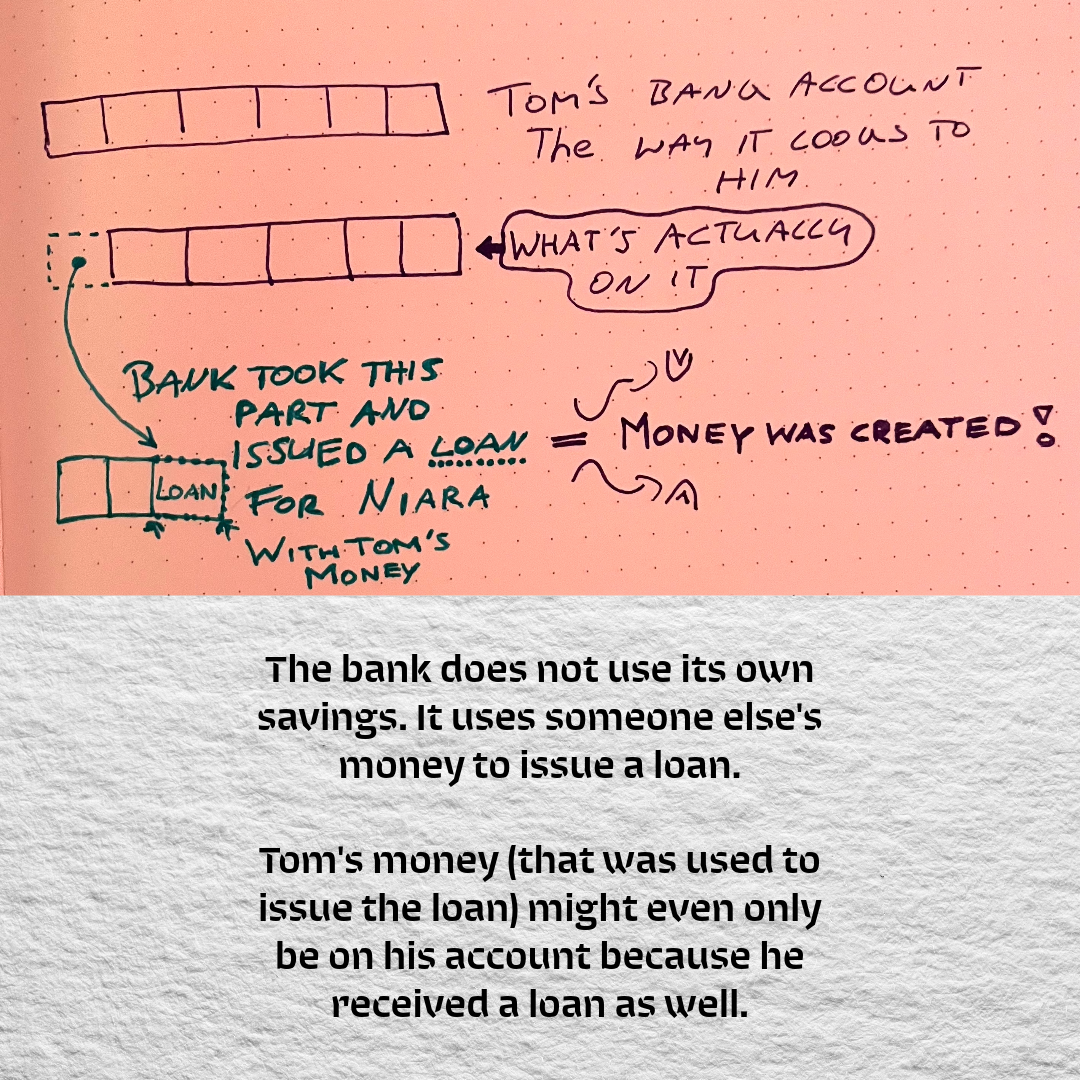 TOM'S BANK ACCOUNT
The WAY IT LOOKS TO
HIM.
WHAT'S ACTUALLY
ON IT
BANK TOOK THIS
PART AND
ISSUED A LOAN
= MONEY WAS CREATED!
LOAN
FOR NIARA
WITH TOM'S
MONEY
The bank does not use its own
savings. It uses someone else's
money to issue a loan.
Tom's money (that was used to
issue the loan) might even only
be on his account because he
received a loan as well.